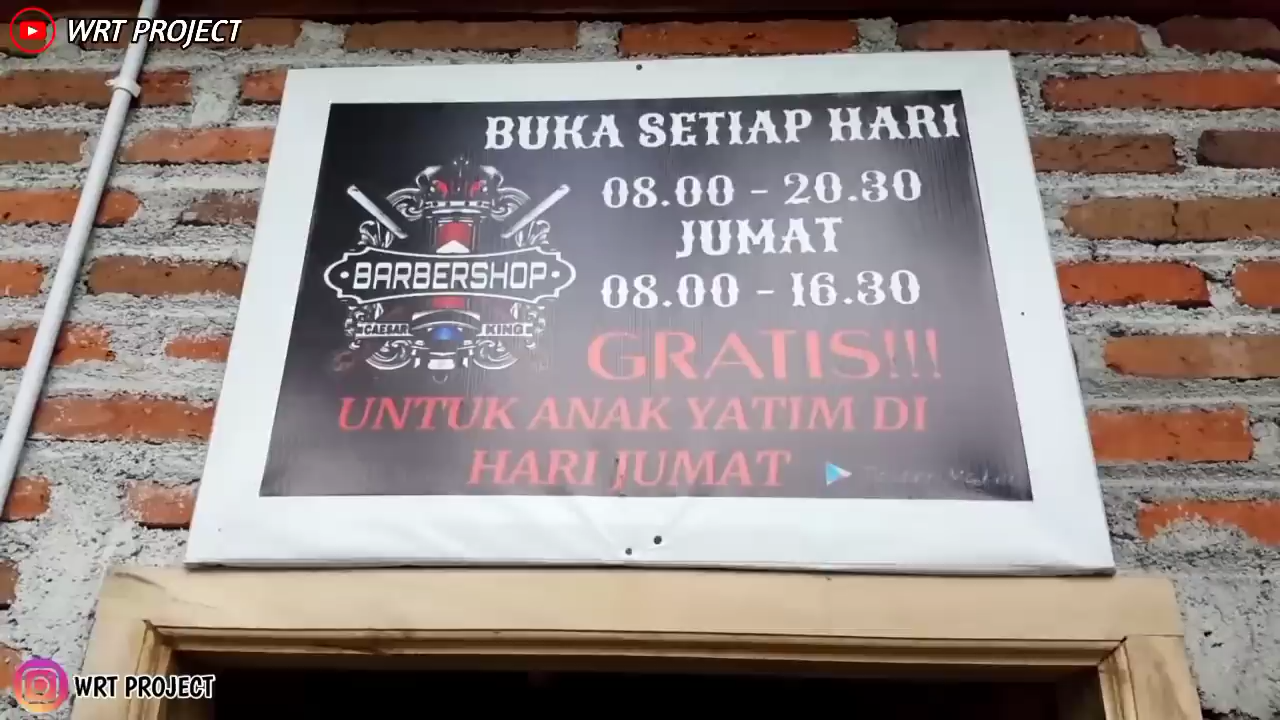 WRT PROJECT
BUKA SETIAP HARI
08.00 - 20.30
JUMAT
08.00 - 16.30
BARBERSHOP
CAESAR KING
GRATIS!!!
UNTUK ANAK YATIM DI
HARI JUMAT
WRT PROJECT